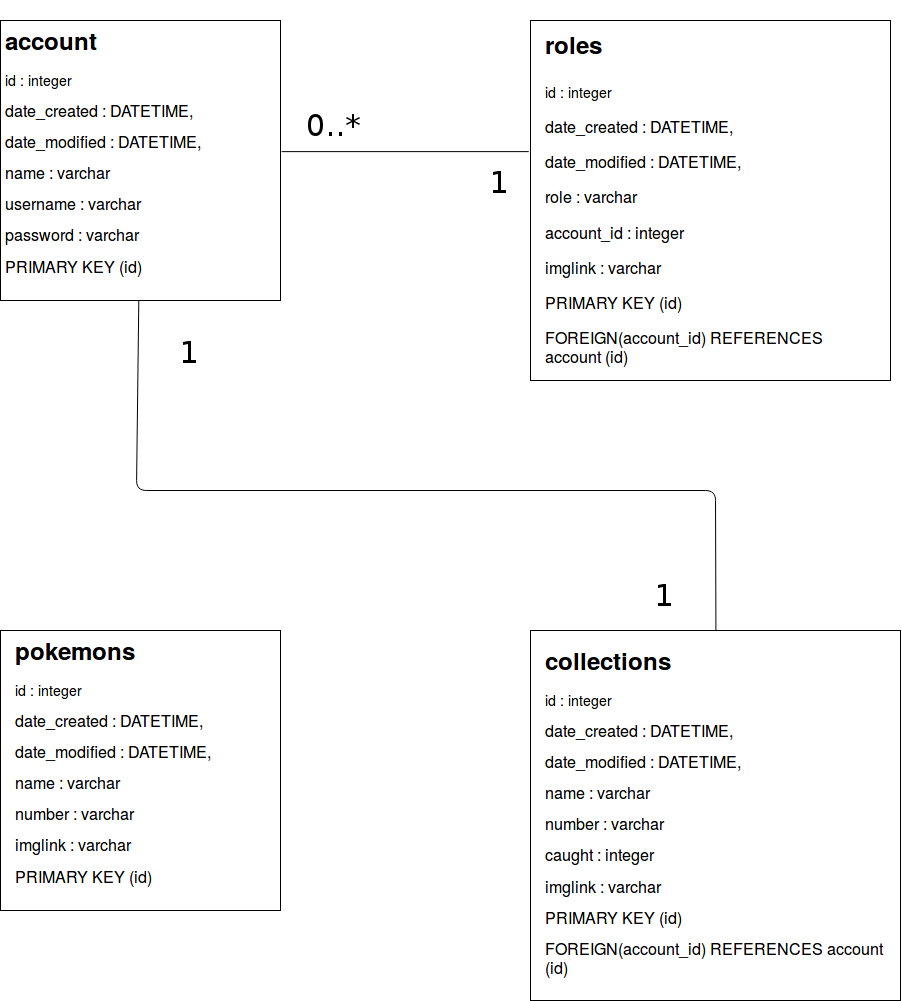 account
id : integer
date_created : DATETIME,
date_modified : DATETIME,
name : varchar
username : varchar
password : varchar
PRIMARY KEY (id)
0..*
1
roles
id : integer
date_created : DATETIME,
date_modified : DATETIME,
role : varchar
account_id : integer
imglink : varchar
PRIMARY KEY (id)
FOREIGN(account_id) REFERENCES
account (id)
1
1
pokemons
id : integer
date_created : DATETIME,
date_modified : DATETIME,
name : varchar
number : varchar
imglink : varchar
PRIMARY KEY (id)
collections
id : integer
date_created : DATETIME,
date_modified : DATETIME,
name : varchar
number : varchar
caught : integer
imglink : varchar
PRIMARY KEY (id)
FOREIGN(account_id) REFERENCES account
(id)